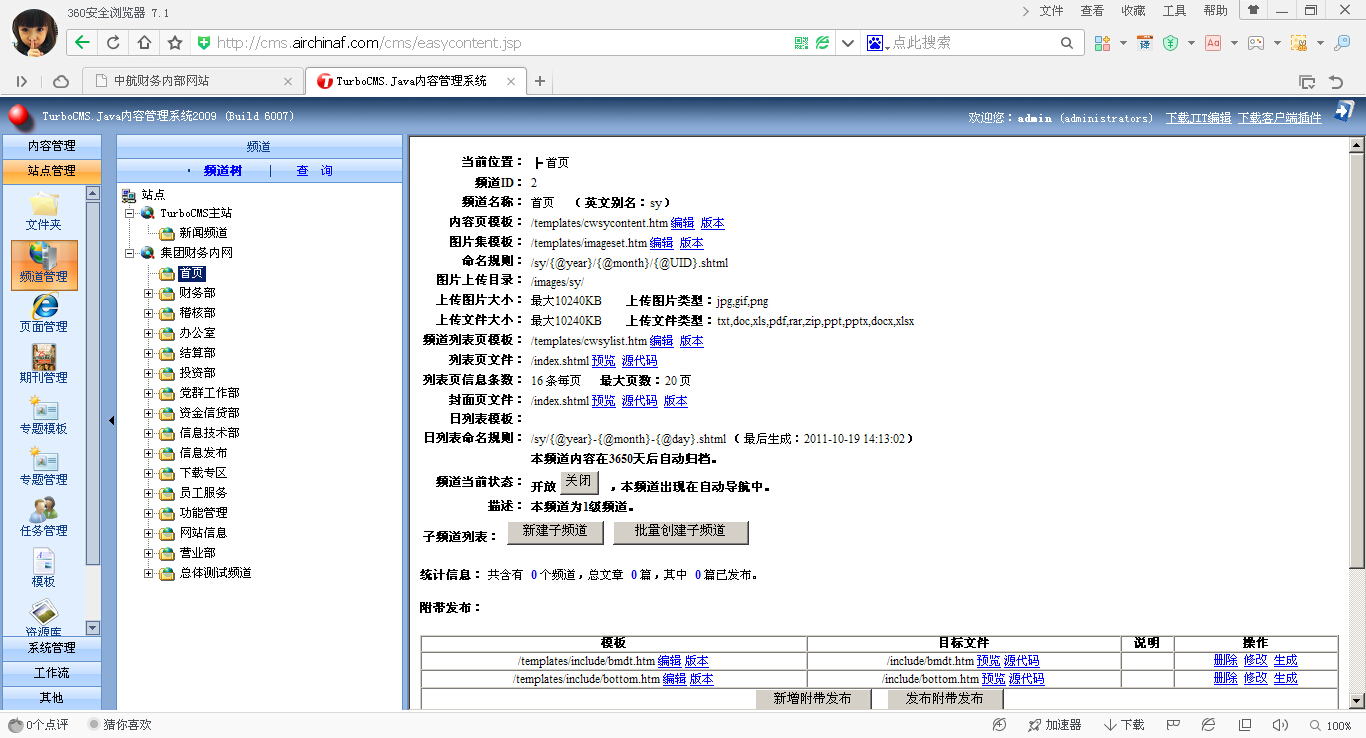 360安全浏览器 7.1
文件 查看 收藏 工具 帮助
http://cms.airchinaf.com/cms/easycontent.jsp
点此搜索
中航财务内部网站
TurboCMS.Java内容管理系统
TurboCMS.Java内容管理系统2009 (Build 6007)
欢迎您：admin (administrators) 下载JIT编辑 下载客户端插件
内容管理
站点管理
文件夹
频道管理
页面管理
期刊管理
专题模板
专题管理
任务管理
模板
资源库
系统管理
工作流
其他
频道
· 频道树 | 查 询
站点
TurboCMS主站
新闻频道
集团财务内网
首页
财务部
稽核部
办公室
结算部
投资部
党群工作部
资金信贷部
信息技术部
信息发布
下载专区
员工服务
功能管理
网站信息
营业部
总体测试频道
当前位置： ┣首页
频道ID： 2
频道名称： 首页 （英文别名：sy）
内容页模板： /templates/cwsycontent.htm 编辑 版本
图片集模板： /templates/imageset.htm 编辑 版本
命名规则： /sy/{@year}/{@month}/{@UID}.shtml
图片上传目录： /images/sy/
上传图片大小： 最大10240KB 上传图片类型：jpg,gif,png
上传文件大小： 最大10240KB 上传文件类型：txt,doc,xls,pdf,rar,zip,ppt,pptx,docx,xlsx
频道列表页模板： /templates/cwsylist.htm 编辑 版本
列表页文件： /index.shtml 预览 源代码
列表页信息条数： 16条每页 最大页数：20页
封面页文件： /index.shtml 预览 源代码 版本
日列表模板：
日列表命名规则： /sy/{@year}-{@month}-{@day}.shtml （最后生成：2011-10-19 14:13:02）
本频道内容在3650天后自动归档。
频道当前状态： 开放 关闭 ，本频道出现在自动导航中。
描述： 本频道为1级频道。
子频道列表： 新建子频道 批量创建子频道
统计信息： 共含有 0个频道，总文章 0篇，其中 0篇已发布。
附带发布：
模板 目标文件 说明 操作
/templates/include/bmdt.htm 编辑 版本 /include/bmdt.htm 预览 源代码 删除 修改 生成
/templates/include/bottom.htm 编辑 版本 /include/bottom.htm 预览 源代码 删除 修改 生成
新增附带发布 发布附带发布
0个点评 猜你喜欢
加速器 下载 100%